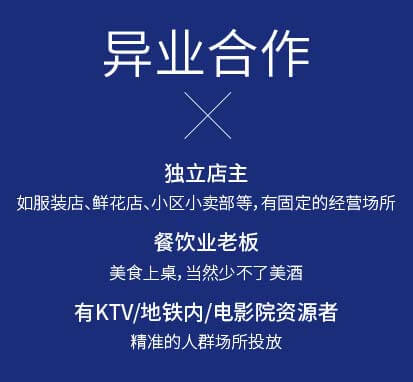 异业合作
独立店主
如服装店、鲜花店、小区小卖部等，有固定的经营场所
餐饮业老板
美食上桌，当然少不了美酒
有KTV/地铁内/电影院资源者
精准的人群场所投放